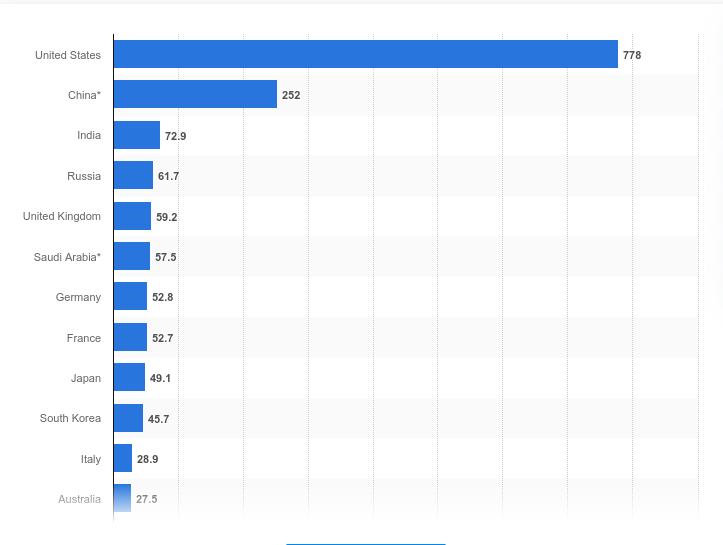 United States 778
China* 252
India 72.9
Russia 61.7
United Kingdom 59.2
Saudi Arabia* 57.5
Germany 52.8
France 52.7
Japan 49.1
South Korea 45.7
Italy 28.9
Australia 27.5